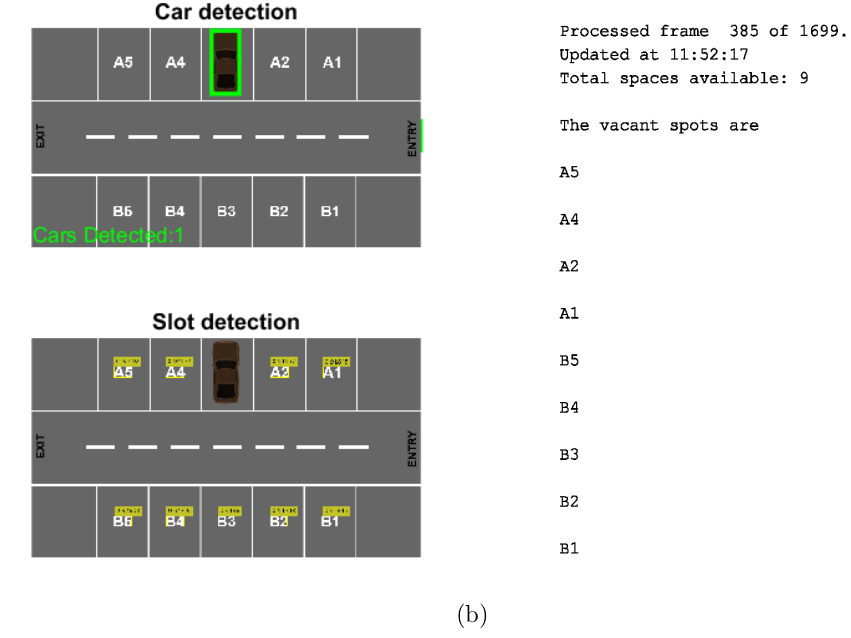 Car detection
A5 A4 A2 A1
EXIT
ENTRY
B5 B4 B3 B2 B1
Cars Detected:1
Slot detection
A5 A4 A2 A1
EXIT
ENTRY
B5 B4 B3 B2 B1
Processed frame 385 of 1699.
Updated at 11:52:17
Total spaces available: 9
The vacant spots are
A5
A4
A2
A1
B5
B4
B3
B2
B1
(b)